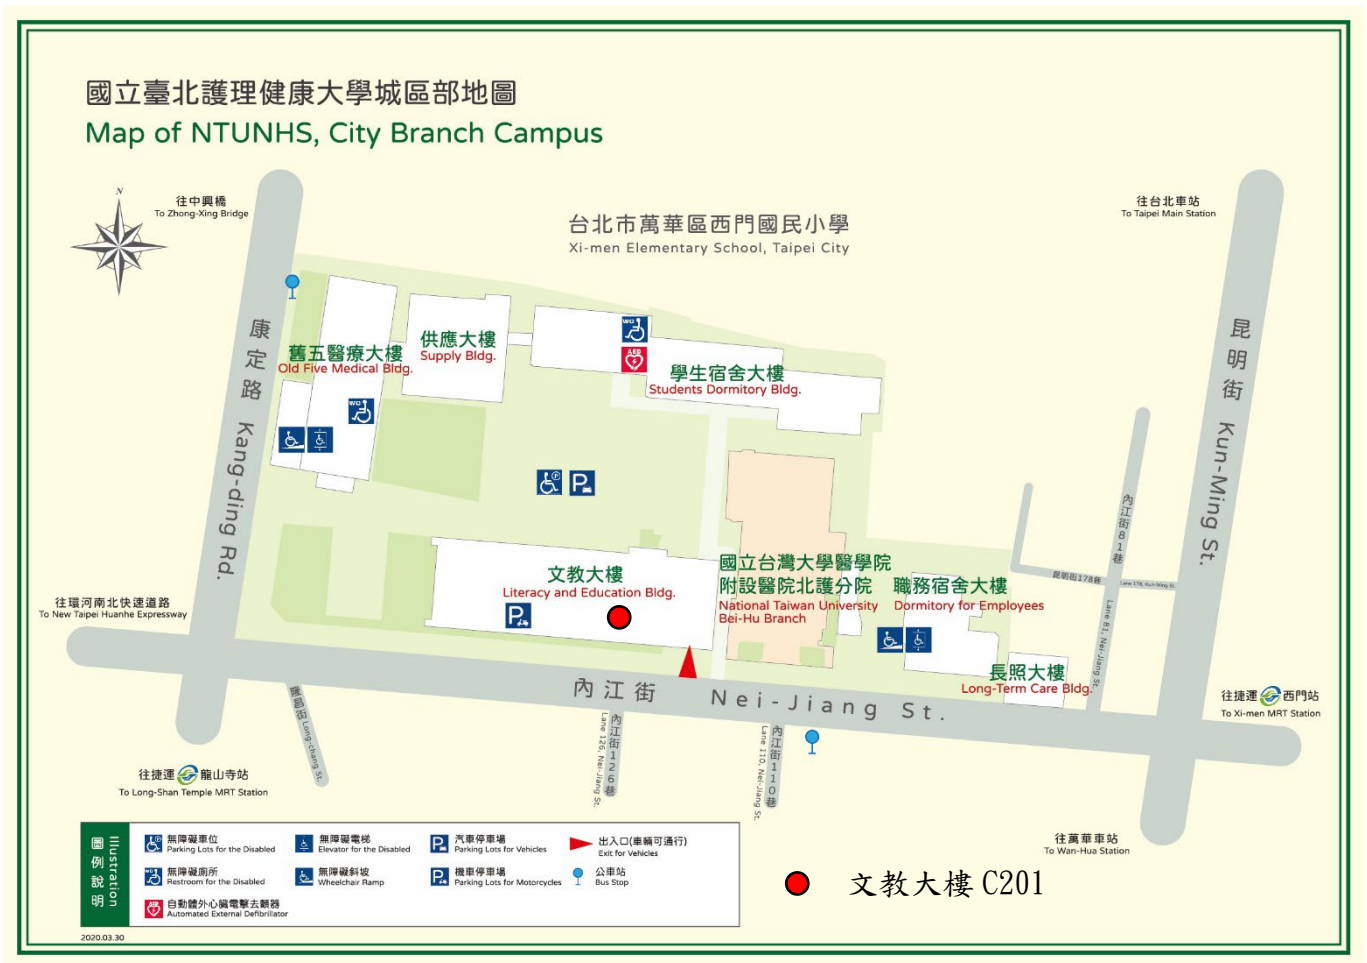 國立臺北護理健康大學城區部地圖
Map of NTUNHS, City Branch Campus
N
往中興橋
To Zhong-Xing Bridge
往台北車站
To Taipei Main Station
台北市萬華區西門國民小學
Xi-men Elementary School, Taipei City
康定路 Kang-ding Rd.
昆明街 Kun-Ming St.
舊五醫療大樓
Old Five Medical Bldg.
供應大樓
Supply Bldg.
WC
AED
學生宿舍大樓
Students Dormitory Bldg.
WC
P
P
文教大樓
Literacy and Education Bldg.
P
國立台灣大學醫學院
附設醫院北護分院
National Taiwan University
Bei-Hu Branch
職務宿舍大樓
Dormitory for Employees
長照大樓
Long-Term Care Bldg.
內江街81巷
Lane 81, Nei-Jiang St.
昆明街178巷
Lane 178, Kun-Ming St.
往環河南北快速道路
To New Taipei Huanhe Expressway
內江街 Nei-Jiang St.
隆昌街 Long-chang St.
內江街126巷
Lane 126, Nei-Jiang St.
內江街110巷
Lane 110, Nei-Jiang St.
往捷運 西門站
To Xi-men MRT Station
往捷運 龍山寺站
To Long-Shan Temple MRT Station
往萬華車站
To Wan-Hua Station
圖例說明
Illustration
無障礙車位
Parking Lots for the Disabled
無障礙電梯
Elevator for the Disabled
P
汽車停車場
Parking Lots for Vehicles
出入口(車輛可通行)
Exit for Vehicles
WC
無障礙廁所
Restroom for the Disabled
無障礙斜坡
Wheelchair Ramp
P
機車停車場
Parking Lots for Motorcycles
公車站
Bus Stop
AED
自動體外心臟電擊去顫器
Automated External Defibrillator
文教大樓 C201
2020.03.30